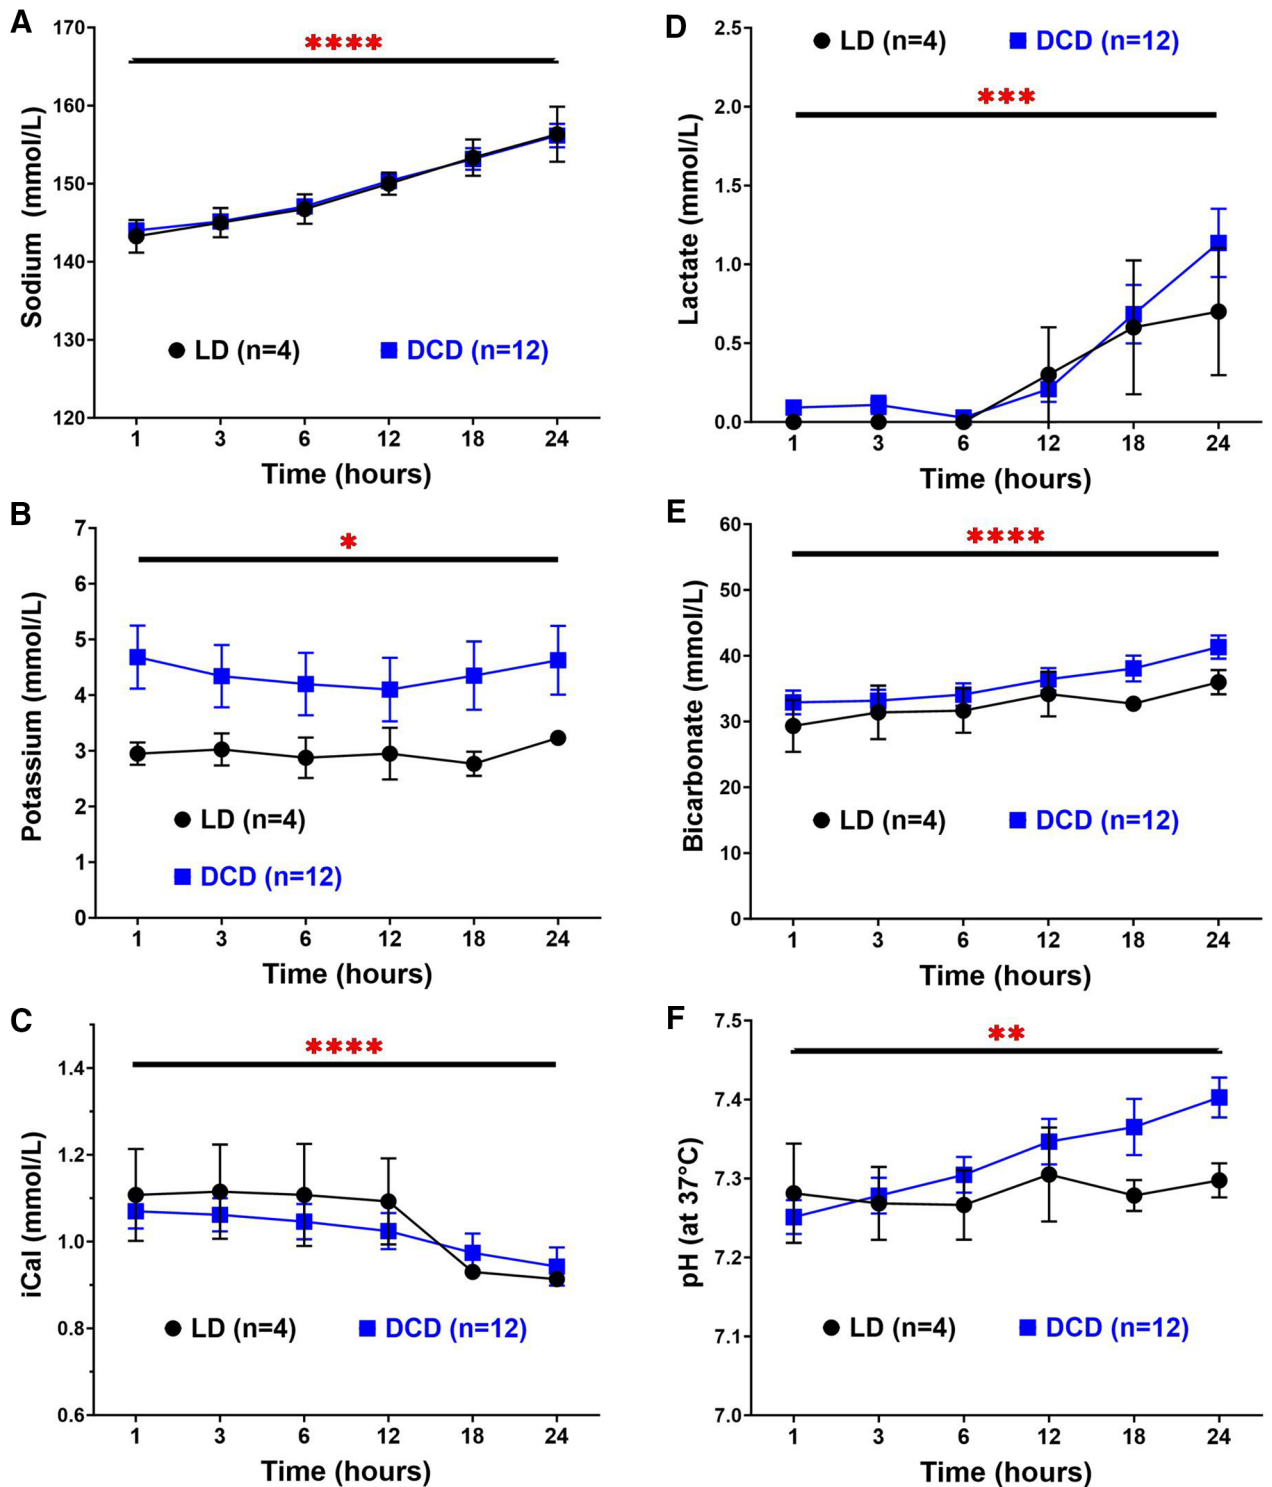 A
170
160
150
140
130
120
Sodium (mmol/L)
****
LD (n=4)
DCD (n=12)
1 3 6 12 18 24
Time (hours)
D
2.5
2.0
1.5
1.0
0.5
0.0
Lactate (mmol/L)
LD (n=4)
DCD (n=12)
***
1 3 6 12 18 24
Time (hours)
B
7
6
5
4
3
2
1
0
Potassium (mmol/L)
*
LD (n=4)
DCD (n=12)
1 3 6 12 18 24
Time (hours)
E
60
50
40
30
20
10
0
Bicarbonate (mmol/L)
****
LD (n=4)
DCD (n=12)
1 3 6 12 18 24
Time (hours)
C
1.4
1.2
1.0
0.8
0.6
iCal (mmol/L)
****
LD (n=4)
DCD (n=12)
1 3 6 12 18 24
Time (hours)
F
7.5
7.4
7.3
7.2
7.1
7.0
pH (at 37°C)
**
LD (n=4)
DCD (n=12)
1 3 6 12 18 24
Time (hours)